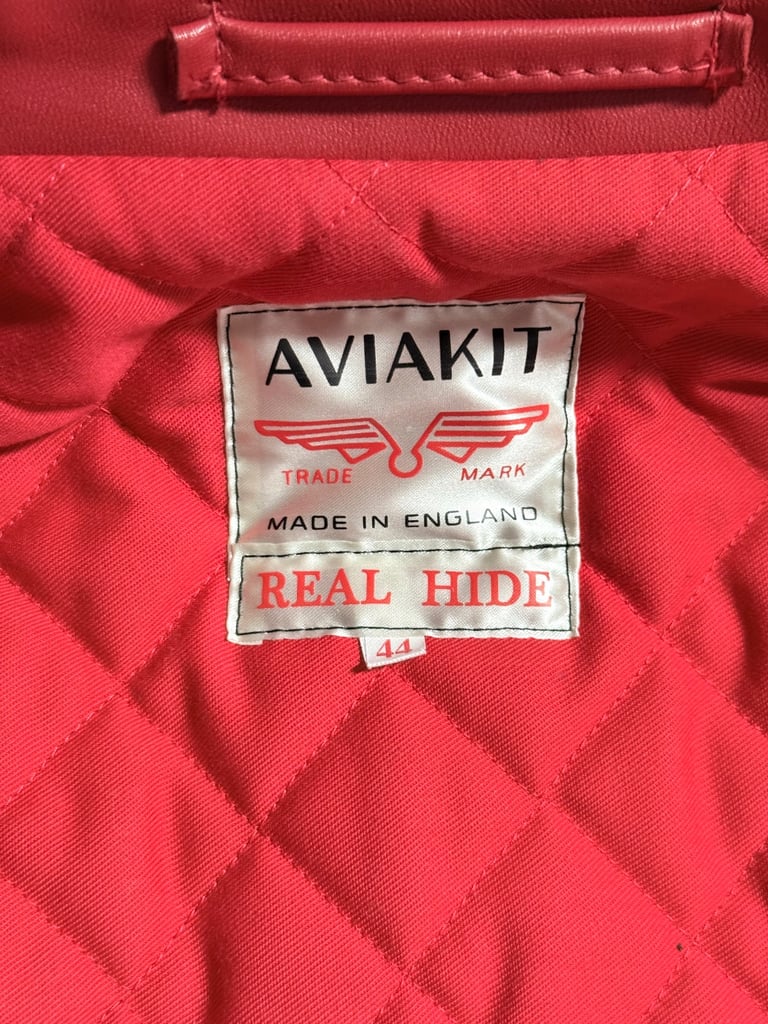 AVIAKIT
TRADE MARK
MADE IN ENGLAND
REAL HIDE
44